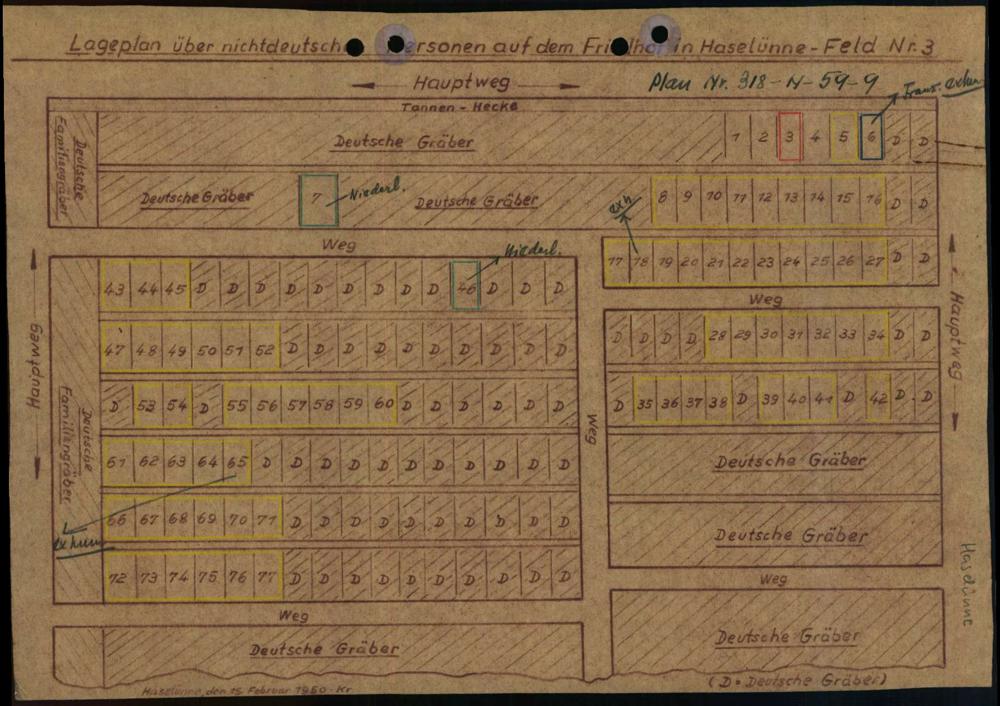 Lageplan über nichtdeutsche Personen auf dem Friedhof in Haselünne - Feld Nr. 3
Hauptweg
Plan Nr. 318-N-59-9
Tannen - Hecke
Deutsche Familiengräber
Deutsche Gräber
1 2 3 4 5 6 D D
Deutsche Gräber
7
Niederl.
Deutsche Gräber
8 9 10 11 12 13 14 15 16 D D
exh.
Weg
17 18 19 20 21 22 23 24 25 26 27 D D
Niederl.
Hauptweg
Deutsche Familiengräber
43 44 45 D D D D D D D D D 46 D D D
Weg
Hauptweg
D D D D 28 29 30 31 32 33 34 D D
47 48 49 50 51 52 D D D D D D D D D D
D 53 54 D 55 56 57 58 59 60 D D D D D D
Weg
D 35 36 37 38 D 39 40 41 D 42 D D
61 62 63 64 65 D D D D D D D D D D D
Deutsche Gräber
66 67 68 69 70 71 D D D D D D D D D D
Deutsche Gräber
Haselünne
72 73 74 75 76 77 D D D D D D D D D D
Weg
Weg
Deutsche Gräber
Deutsche Gräber
Haselünne, den 15. Februar 1950 - Kr
(D = Deutsche Gräber)